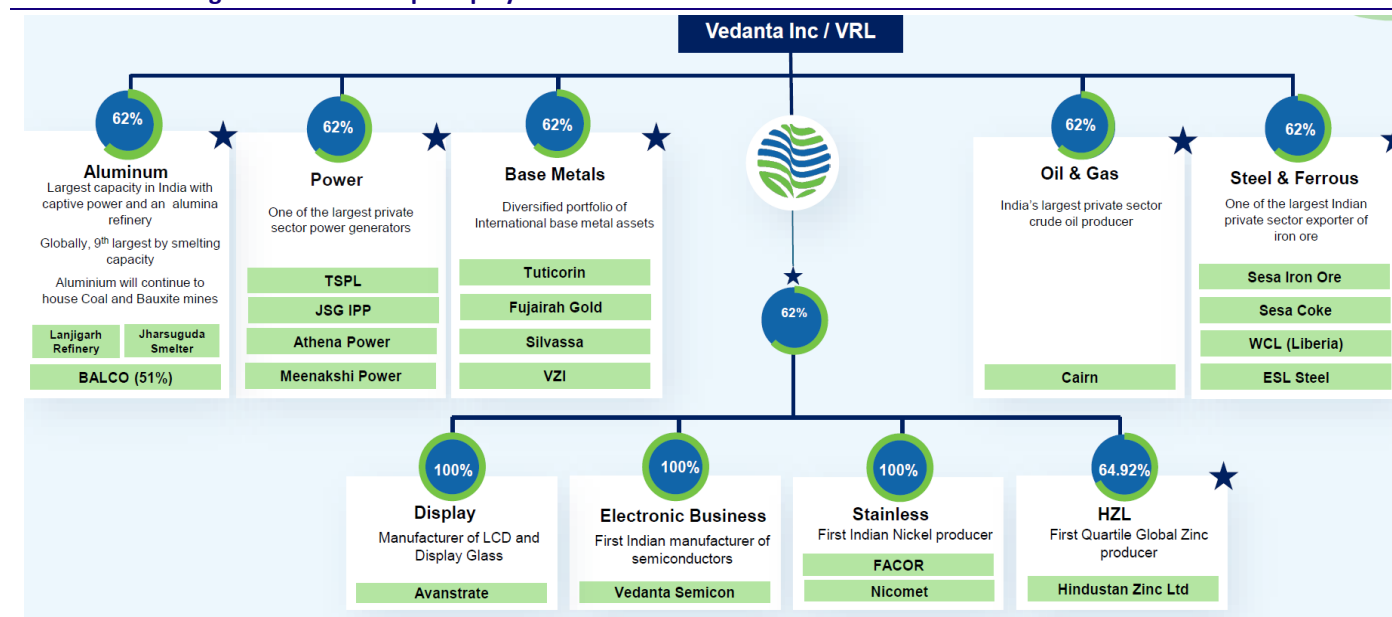 Vedanta Inc / VRL
62%
Aluminum
Largest capacity in India with
captive power and an alumina
refinery
Globally, 9th largest by smelting
capacity
Aluminium will continue to
house Coal and Bauxite mines
Lanjigarh
Refinery
Jharsuguda
Smelter
BALCO (51%)
62%
Power
One of the largest private
sector power generators
TSPL
JSG IPP
Athena Power
Meenakshi Power
62%
Base Metals
Diversified portfolio of
International base metal assets
Tuticorin
Fujairah Gold
Silvassa
VZI
62%
62%
Oil & Gas
India's largest private sector
crude oil producer
Cairn
62%
Steel & Ferrous
One of the largest Indian
private sector exporter of
iron ore
Sesa Iron Ore
Sesa Coke
WCL (Liberia)
ESL Steel
100%
Display
Manufacturer of LCD and
Display Glass
Avanstrate
100%
Electronic Business
First Indian manufacturer of
semiconductors
Vedanta Semicon
100%
Stainless
First Indian Nickel producer
FACOR
Nicomet
64.92%
HZL
First Quartile Global Zinc
producer
Hindustan Zinc Ltd